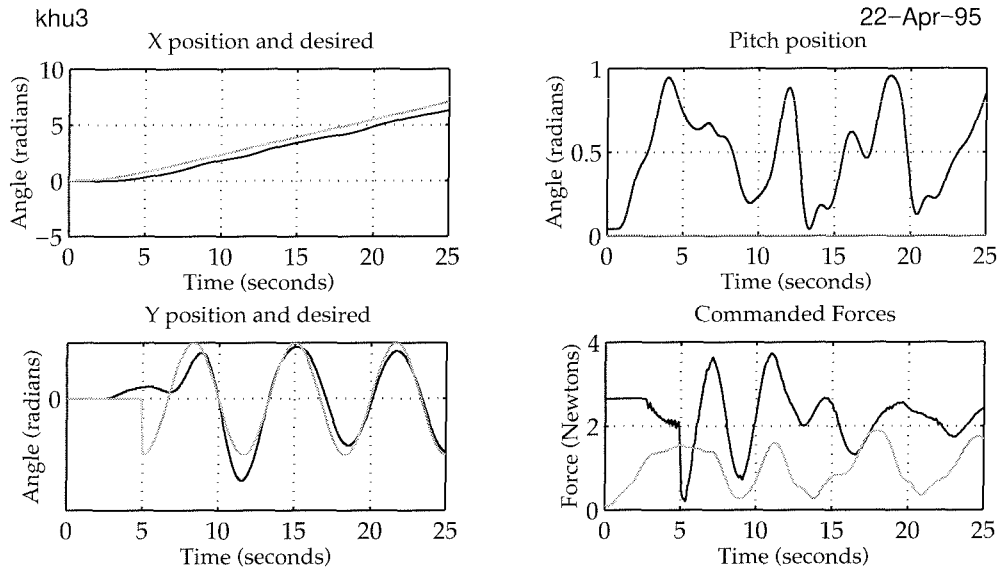 khu3
22-Apr-95
X position and desired
10
5
0
-5
Angle (radians)
0 5 10 15 20 25
Time (seconds)
Pitch position
1
0.5
0
Angle (radians)
0 5 10 15 20 25
Time (seconds)
Y position and desired
0
Angle (radians)
0 5 10 15 20 25
Time (seconds)
Commanded Forces
4
2
0
Force (Newtons)
0 5 10 15 20 25
Time (seconds)